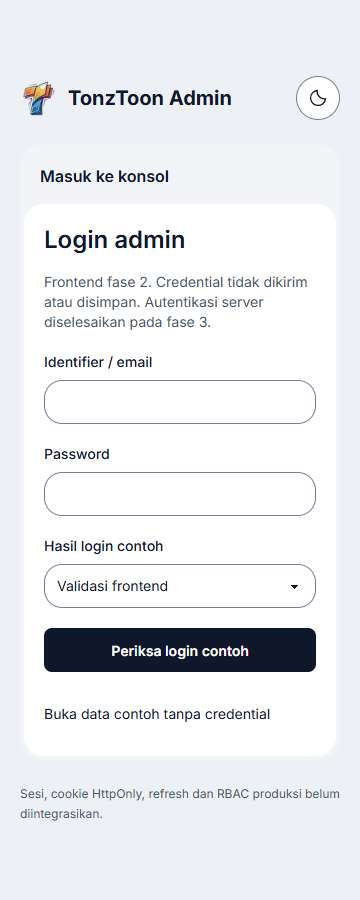 TonzToon Admin
Masuk ke konsol
Login admin
Frontend fase 2. Credential tidak dikirim
atau disimpan. Autentikasi server
diselesaikan pada fase 3.
Identifier / email
Password
Hasil login contoh
Validasi frontend
Periksa login contoh
Buka data contoh tanpa credential
Sesi, cookie HttpOnly, refresh dan RBAC produksi belum
diintegrasikan.